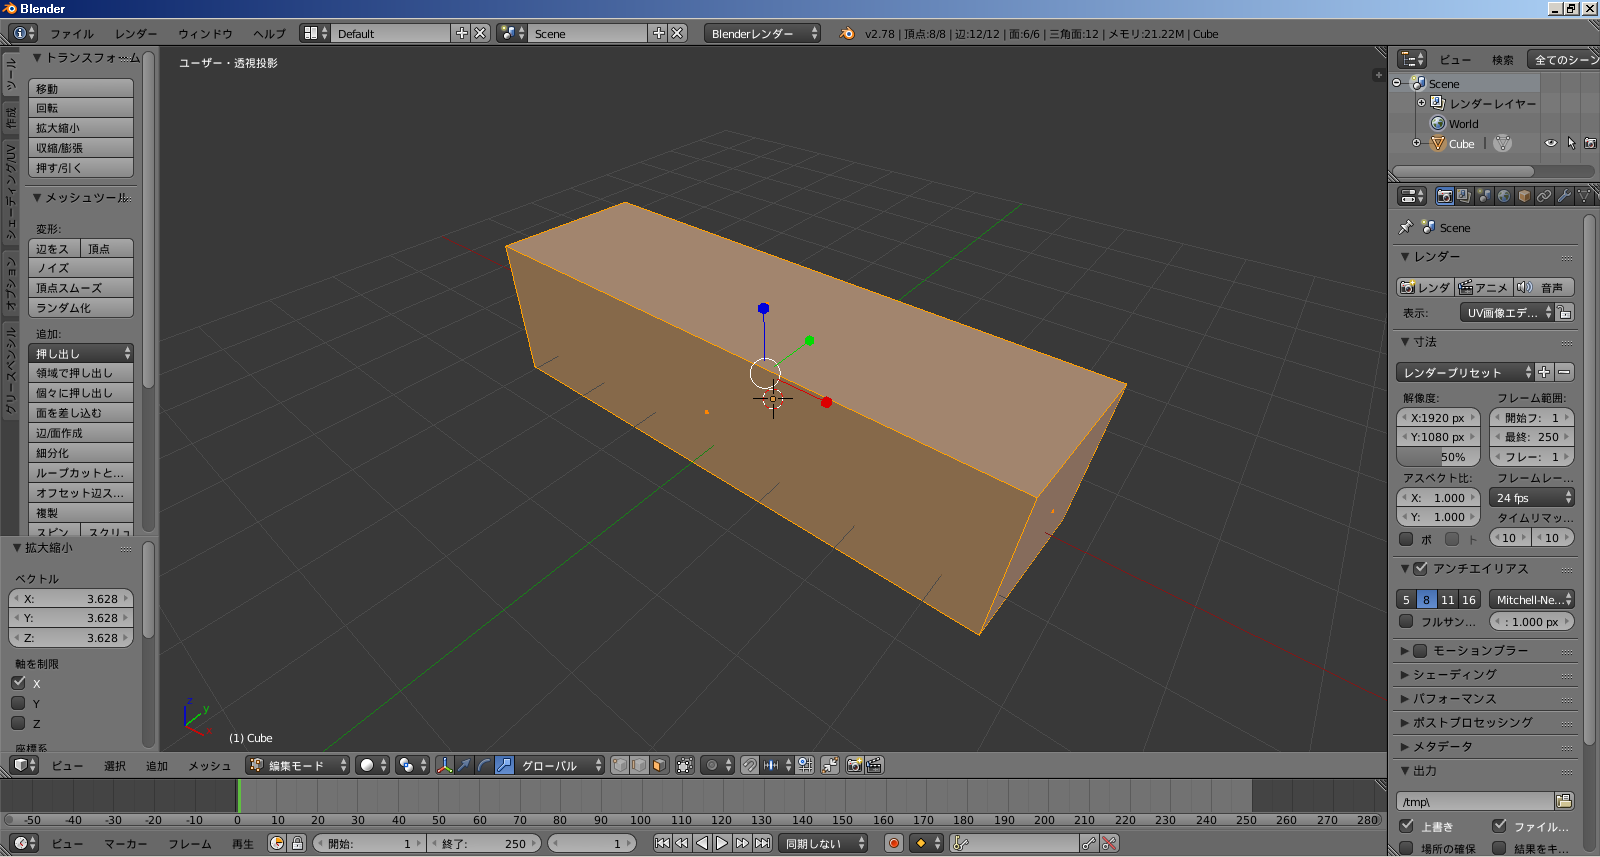 Blender
ファイル レンダー ウィンドウ ヘルプ Default Scene Blenderレンダー v2.78 | 頂点:8/8 | 辺:12/12 | 面:6/6 | 三角面:12 | メモリ:21.22M | Cube
ツール
作成
シェーディング/UV
オプション
グリースペンシル
トランスフォーム
移動
回転
拡大縮小
収縮/膨張
押す/引く
メッシュツール
変形:
辺をス 頂点
ノイズ
頂点スムーズ
ランダム化
追加:
押し出し
領域で押し出し
個々に押し出し
面を差し込む
辺/面作成
細分化
ループカットと...
オフセット辺ス...
複製
スピン スクリュ
拡大縮小
ベクトル
X: 3.628
Y: 3.628
Z: 3.628
軸を制限
X
Y
Z
座標系
ユーザー・透視投影
z
y
x
(1) Cube
ビュー 選択 追加 メッシュ 編集モード グローバル
-50 -40 -30 -20 -10 0 10 20 30 40 50 60 70 80 90 100 110 120 130 140 150 160 170 180 190 200 210 220 230 240 250 260 270 280
ビュー マーカー フレーム 再生 開始: 1 終了: 250 1 同期しない
ビュー 検索 全てのシーン
Scene
レンダーレイヤー
World
Cube
Scene
レンダー
レンダ アニメ 音声
表示: UV画像エデ...
寸法
レンダープリセット
解像度: フレーム範囲:
X:1920 px 開始フ: 1
Y:1080 px 最終: 250
50% フレー: 1
アスペクト比: フレームレー...
X: 1.000 24 fps
Y: 1.000 タイムリマッ...
ボ ト 10 10
アンチエイリアス
5 8 11 16 Mitchell-Ne...
フルサン... : 1.000 px
モーションブラー
シェーディング
パフォーマンス
ポストプロセッシング
メタデータ
出力
/tmp\
上書き ファイル...
場所の確保 結果をキ...